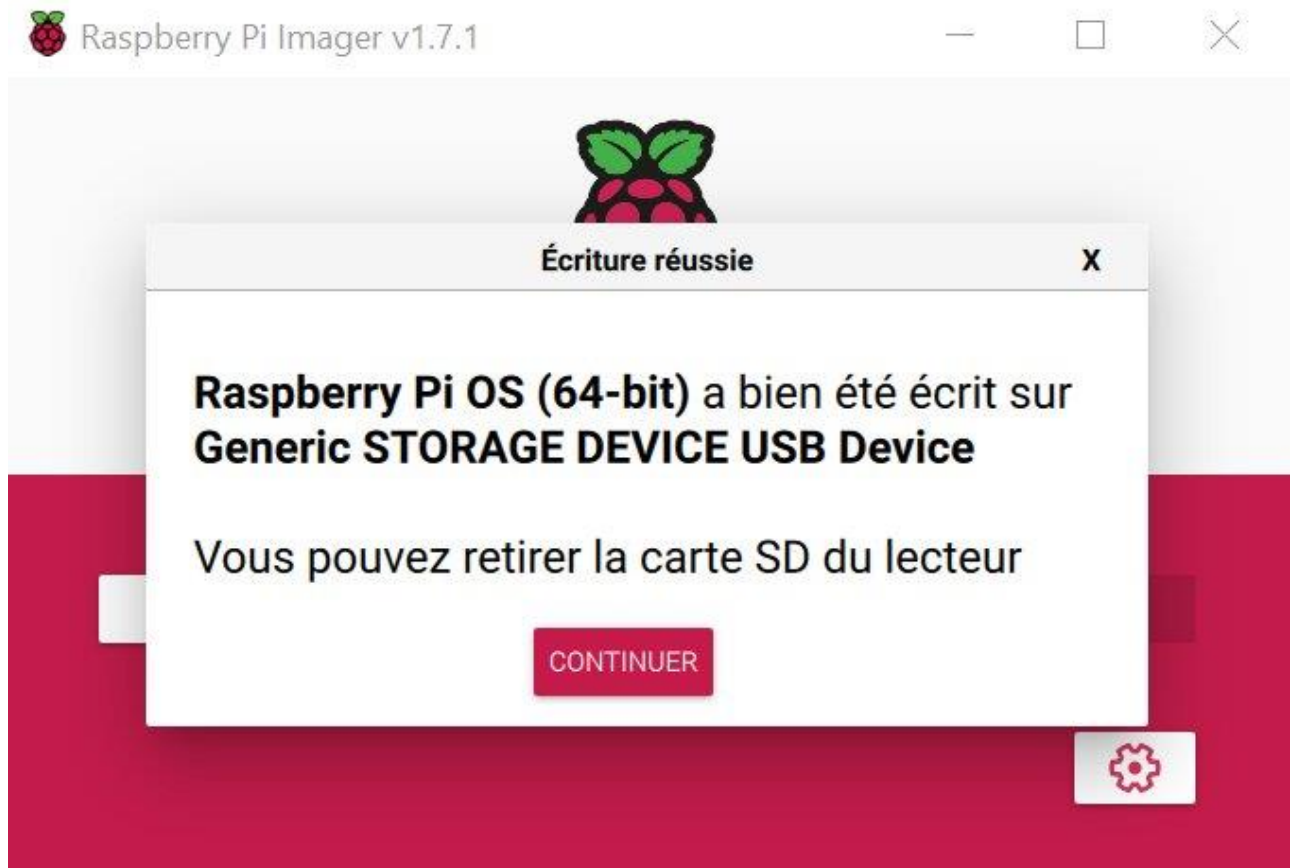 Raspberry Pi Imager v1.7.1
Écriture réussie
X
Raspberry Pi OS (64-bit) a bien été écrit sur
Generic STORAGE DEVICE USB Device
Vous pouvez retirer la carte SD du lecteur
CONTINUER